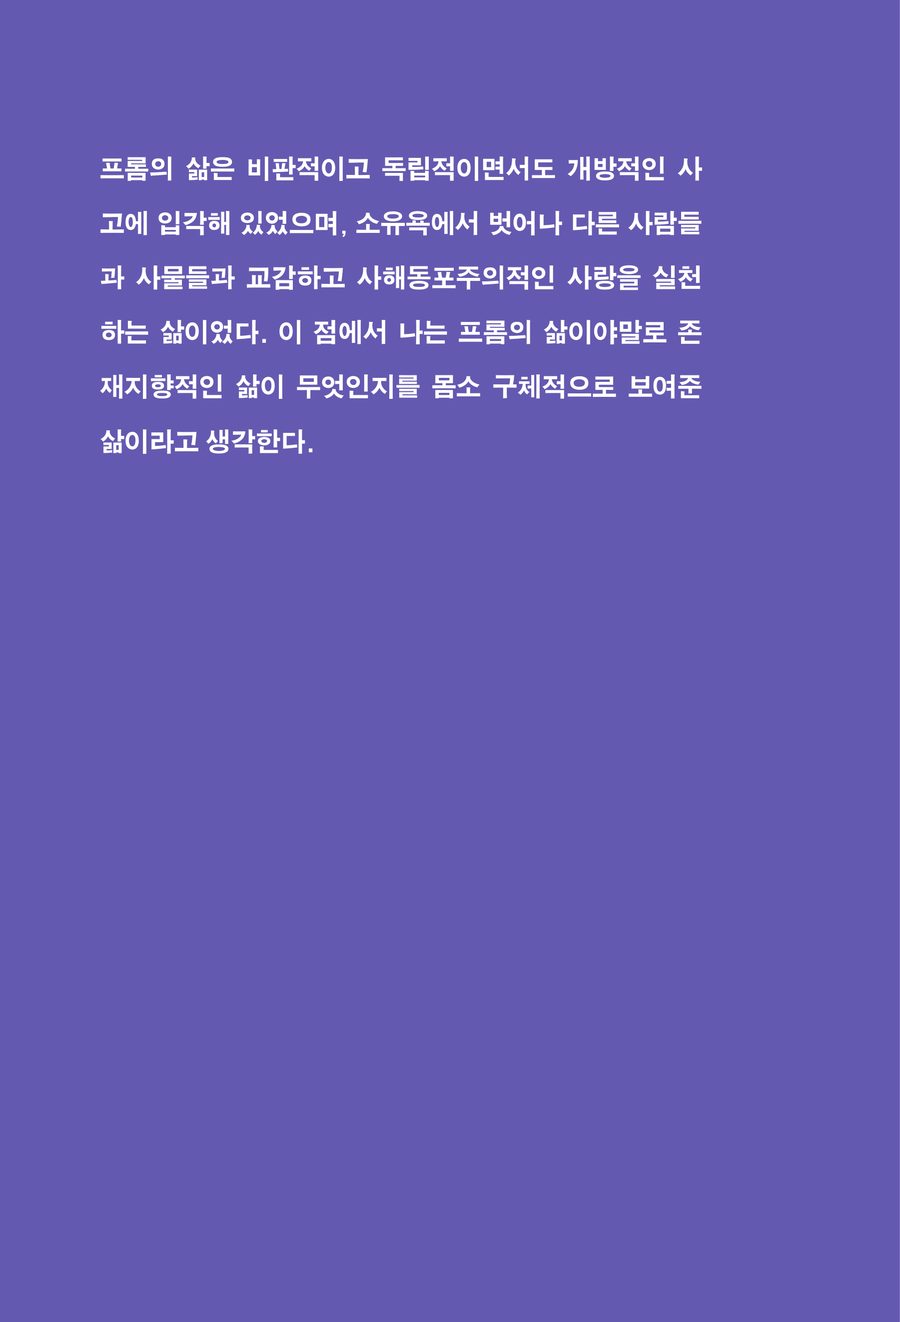 프롬의 삶은 비판적이고 독립적이면서도 개방적인 사
고에 입각해 있었으며, 소유욕에서 벗어나 다른 사람들
과 사물들과 교감하고 사해동포주의적인 사랑을 실천
하는 삶이었다. 이 점에서 나는 프롬의 삶이야말로 존
재지향적인 삶이 무엇인지를 몸소 구체적으로 보여준
삶이라고 생각한다.